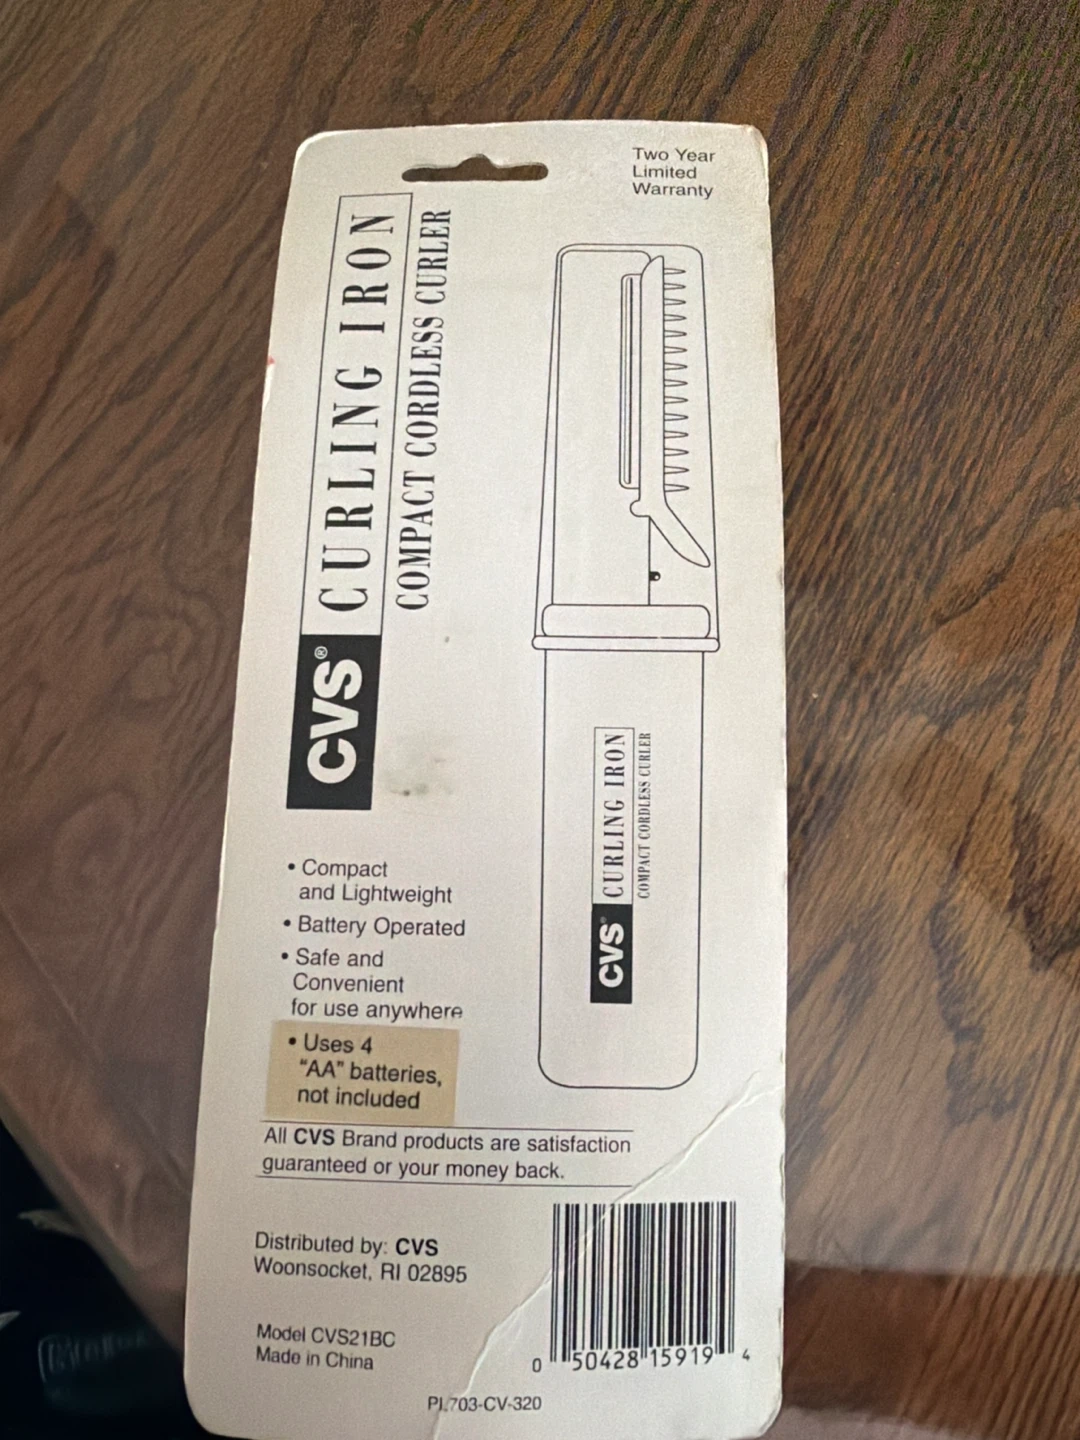 Two Year
Limited
Warranty
CVS® CURLING IRON
COMPACT CORDLESS CURLER
CVS® CURLING IRON
COMPACT CORDLESS CURLER
• Compact
and Lightweight
• Battery Operated
• Safe and
Convenient
for use anywhere
• Uses 4
"AA" batteries,
not included
All CVS Brand products are satisfaction
guaranteed or your money back.
Distributed by: CVS
Woonsocket, RI 02895
Model CVS21BC
Made in China
0 50428 15919 4
PI.703-CV-320